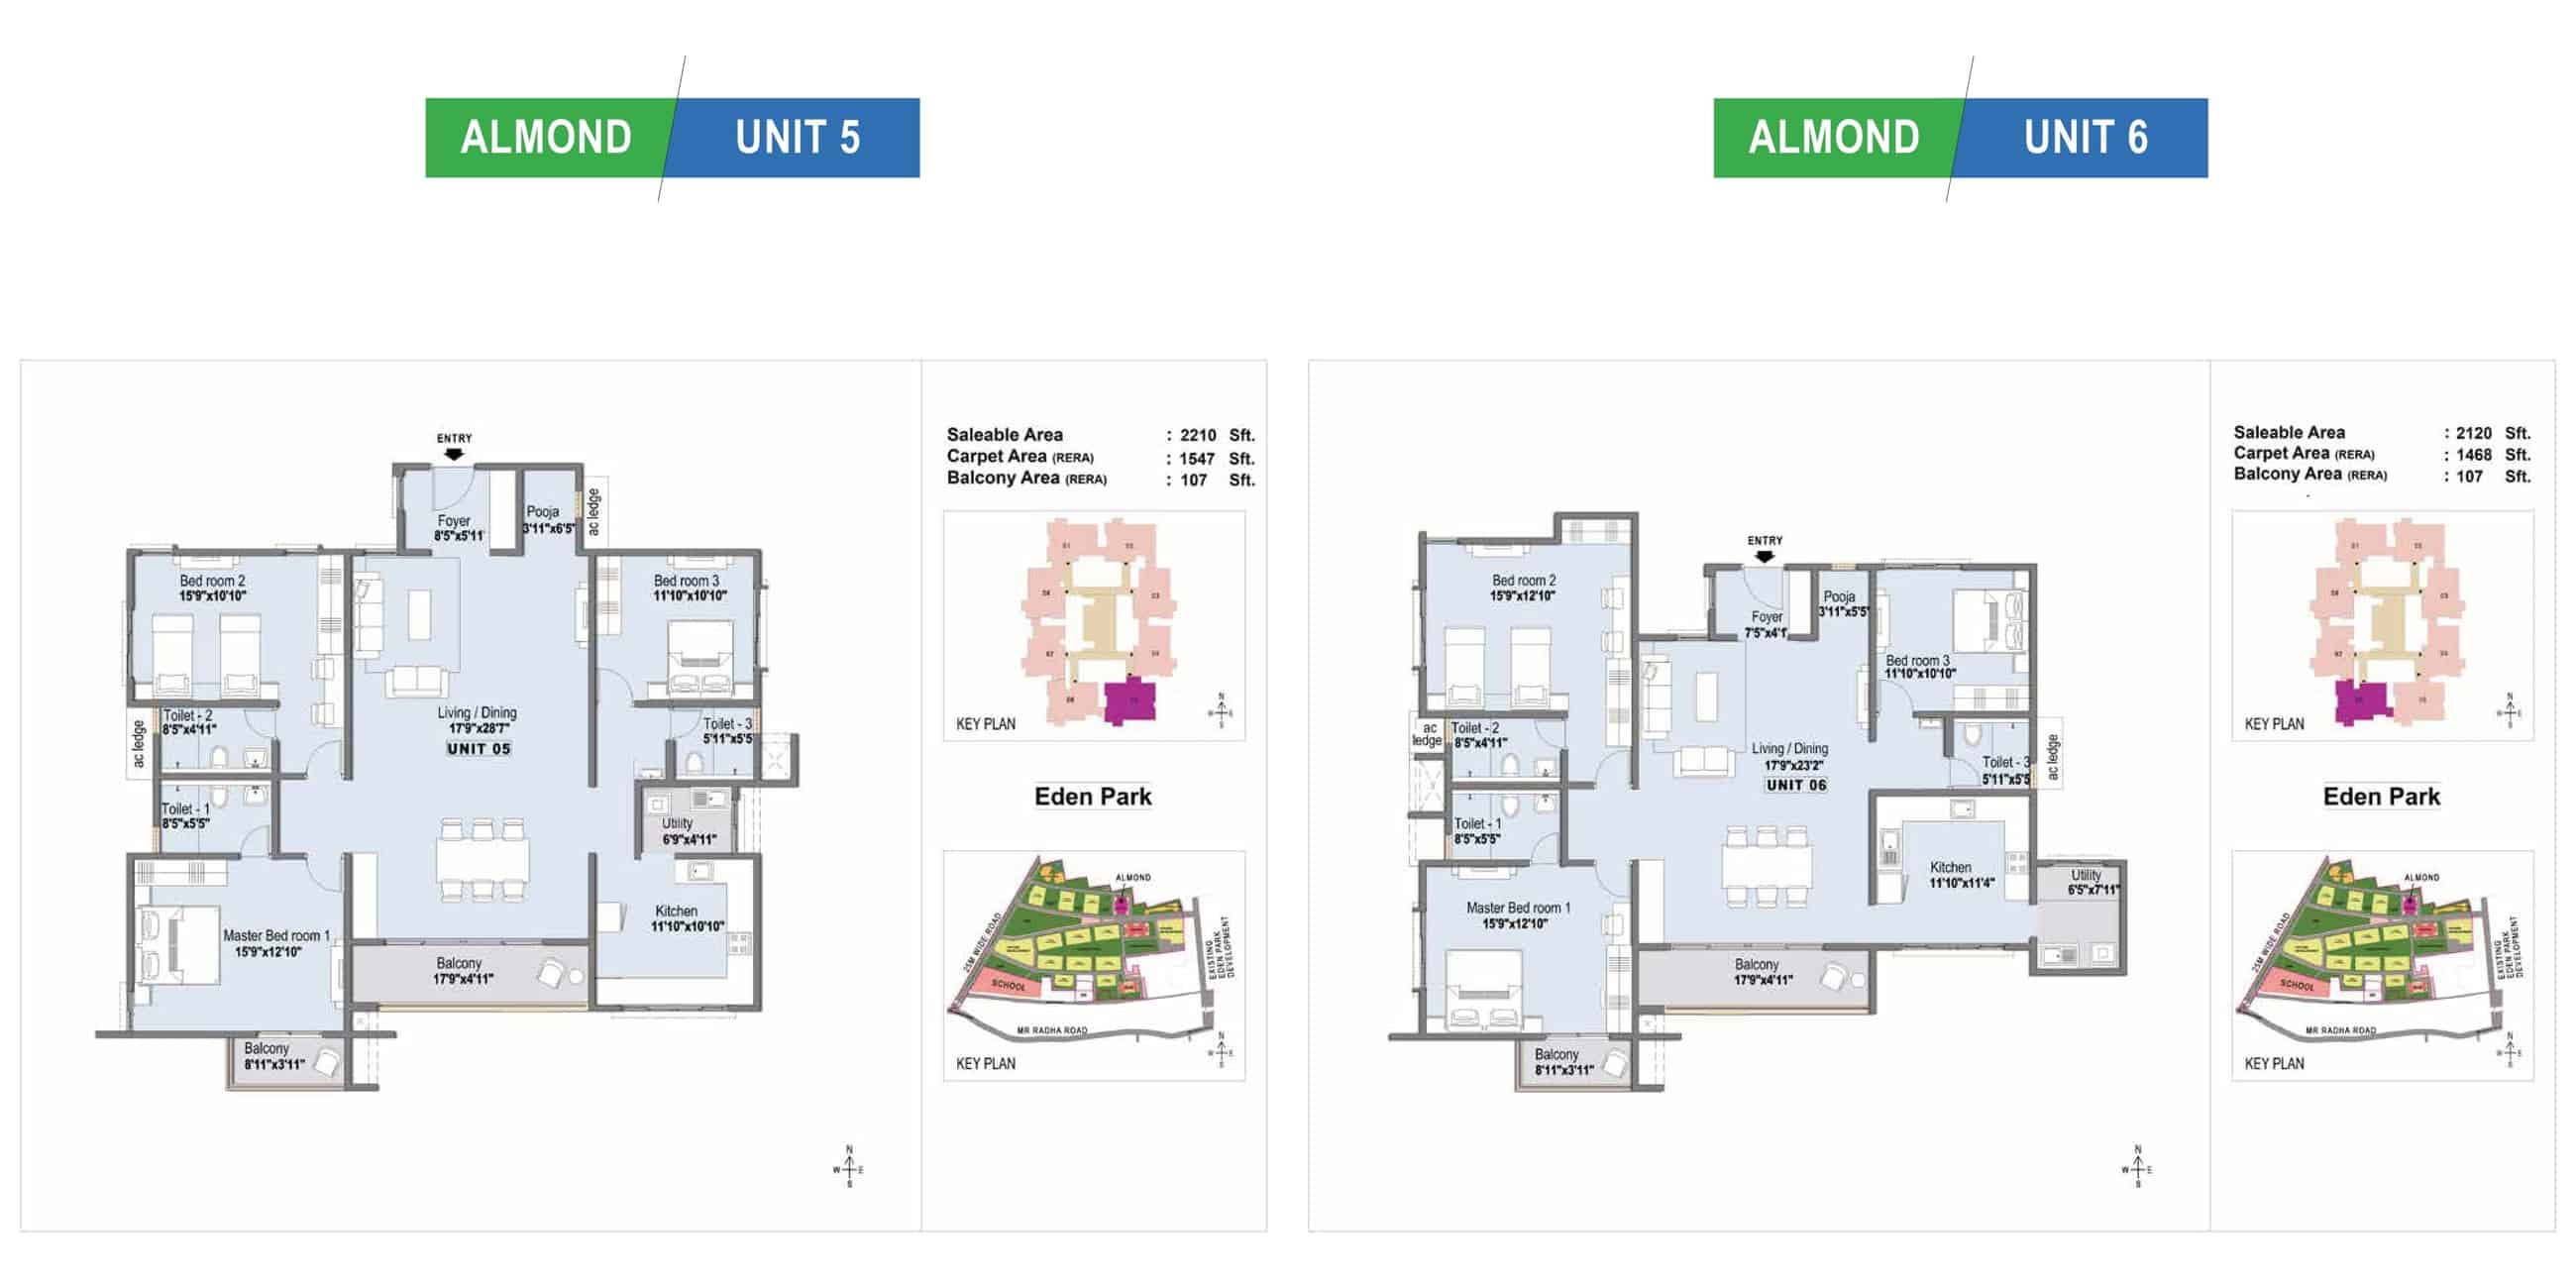 ALMOND UNIT 5
ENTRY
Foyer
8'5"x5'11"
Pooja
3'11"x6'5"
ac ledge
Bed room 2
15'9"x10'10"
Bed room 3
11'10"x10'10"
Living / Dining
17'9"x28'7"
UNIT 05
Toilet - 2
8'5"x4'11"
ac ledge
Toilet - 3
5'11"x5'5
Toilet - 1
8'5"x5'5"
Utility
6'9"x4'11"
Kitchen
11'10"x10'10"
Master Bed room 1
15'9"x12'10"
Balcony
17'9"x4'11"
Balcony
8'11"x3'11"
N
W E
S
Saleable Area : 2210 Sft.
Carpet Area (RERA) : 1547 Sft.
Balcony Area (RERA) : 107 Sft.
KEY PLAN
N
W E
S
Eden Park
ALMOND
25M WIDE ROAD
SCHOOL
EXISTING
EDEN PARK
DEVELOPMENT
MR RADHA ROAD
KEY PLAN
N
W E
S
ALMOND UNIT 6
ENTRY
Bed room 2
15'9"x12'10"
Foyer
7'5"x4'1"
Pooja
3'11"x5'5"
Bed room 3
11'10"x10'10"
ac
ledge
Toilet - 2
8'5"x4'11"
Living / Dining
17'9"x23'2"
UNIT 06
Toilet - 3
5'11"x5'5
ac ledge
Toilet - 1
8'5"x5'5"
Kitchen
11'10"x11'4"
Utility
6'5"x7'11"
Master Bed room 1
15'9"x12'10"
Balcony
17'9"x4'11"
Balcony
8'11"x3'11"
N
W E
S
Saleable Area : 2120 Sft.
Carpet Area (RERA) : 1468 Sft.
Balcony Area (RERA) : 107 Sft.
KEY PLAN
N
W E
S
Eden Park
ALMOND
25M WIDE ROAD
SCHOOL
EXISTING
EDEN PARK
DEVELOPMENT
MR RADHA ROAD
KEY PLAN
N
W E
S